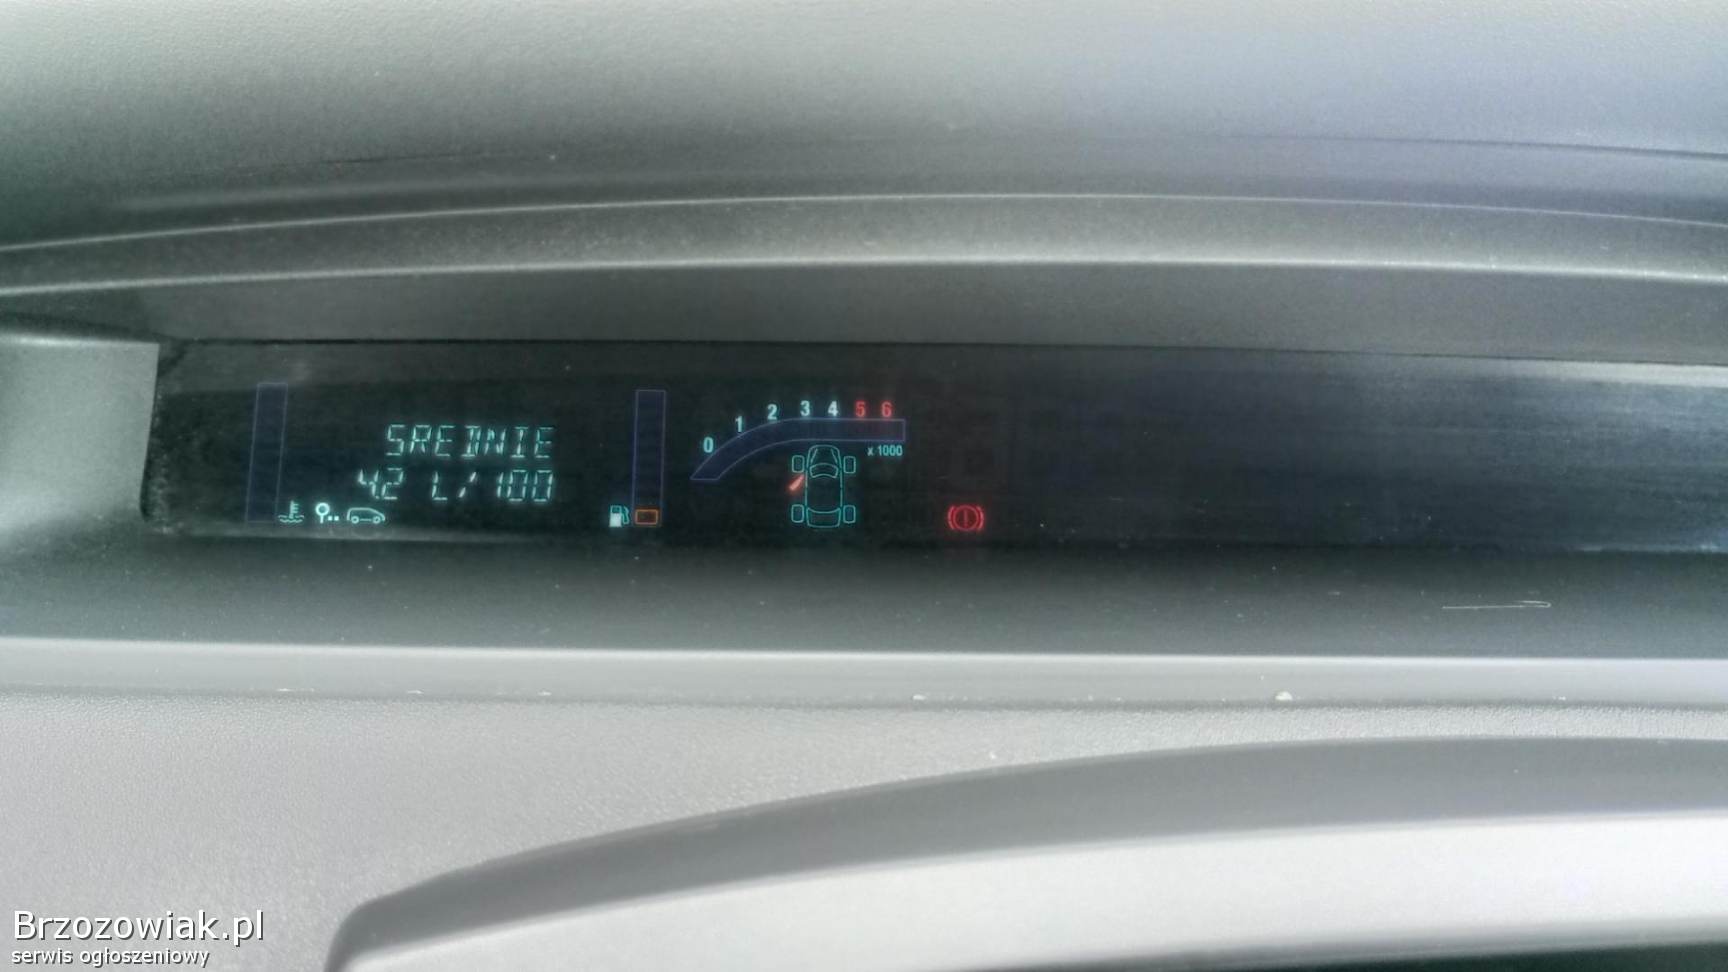 SREDNIE
4.2 L/100
0 1 2 3 4 5 6
x 1000
Brzozowiak.pl
serwis ogłoszeniowy